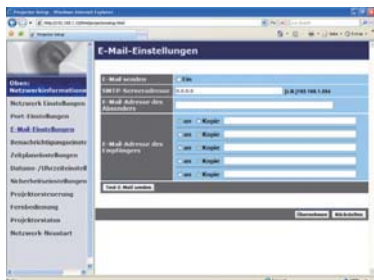 Projector Setup - Windows Internet Explorer
Projector Setup
E-Mail-Einstellungen
Oben:
Netzwerkinformationen
Netzwerk Einstellungen
Port-Einstellungen
E-Mail-Einstellungen
Zeitplaneinstellungen
Sicherheitseinstellungen
Projektorsteuerung
Fernbedienung
Projektorstatus
Netzwerk-Neustart
E-Mail senden
Ein
SMTP-Serveradresse
0.0.0.0
E-Mail Adresse des
Absenders
E-Mail Adresse des
Empfängers
an Kopie
an Kopie
an Kopie
an Kopie
an Kopie
Test-E-Mail senden
Übernehmen Rückstellen